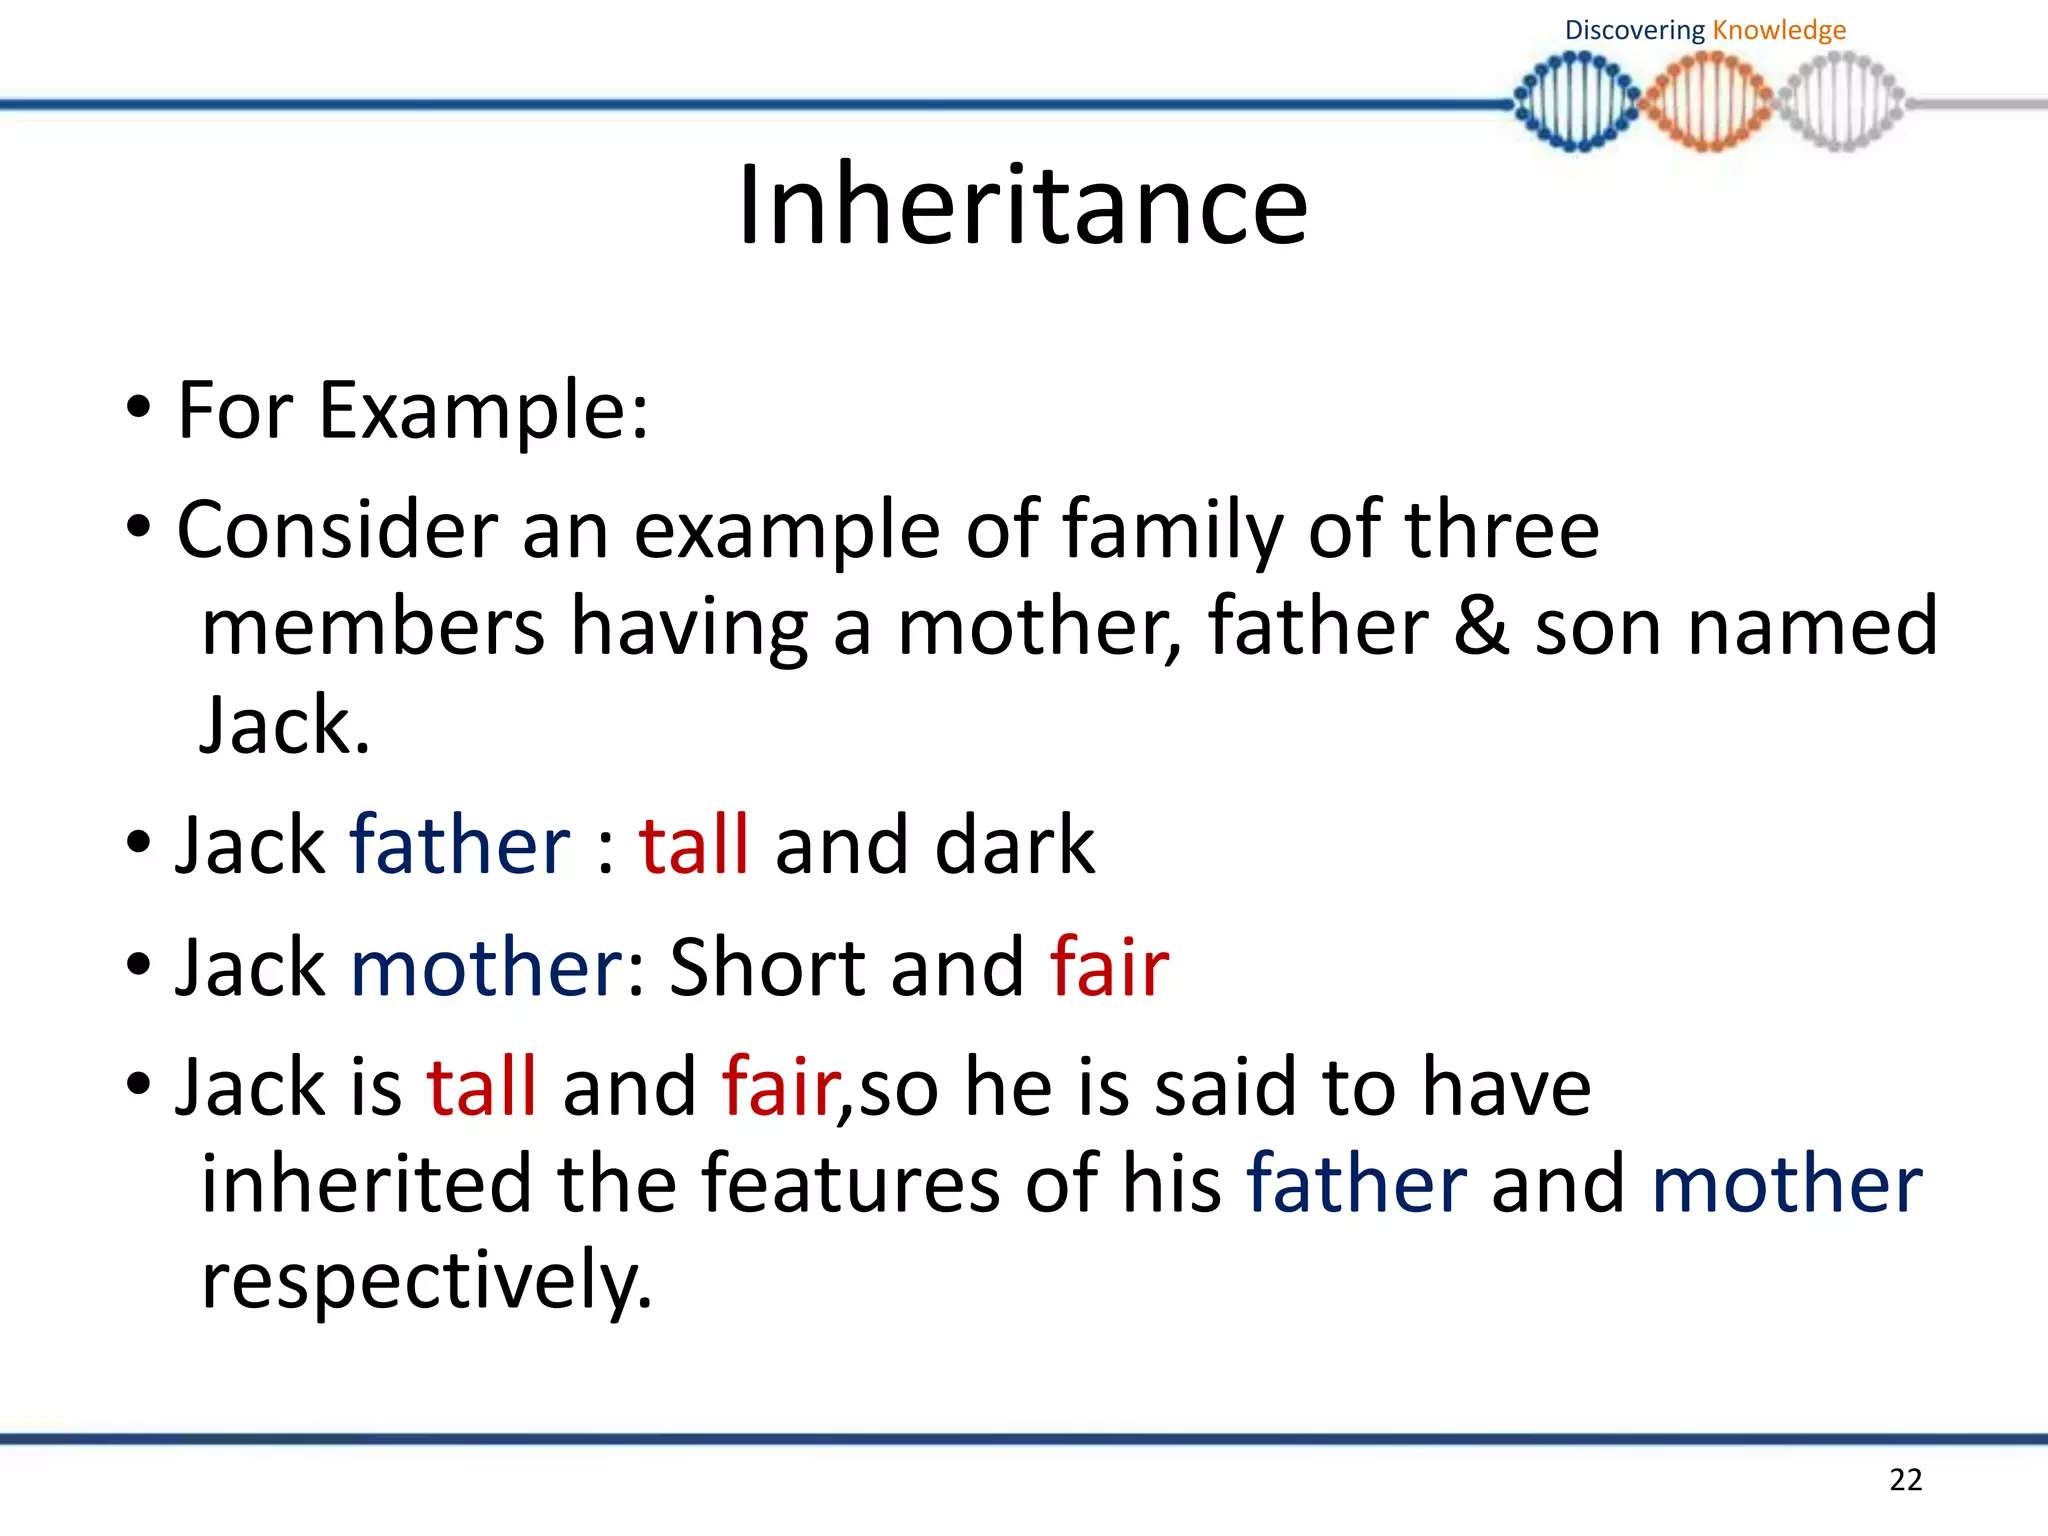 Discovering Knowledge
Inheritance
• For Example:
• Consider an example of family of three
members having a mother, father & son named
Jack.
• Jack father : tall and dark
• Jack mother: Short and fair
• Jack is tall and fair,so he is said to have
inherited the features of his father and mother
respectively.
22